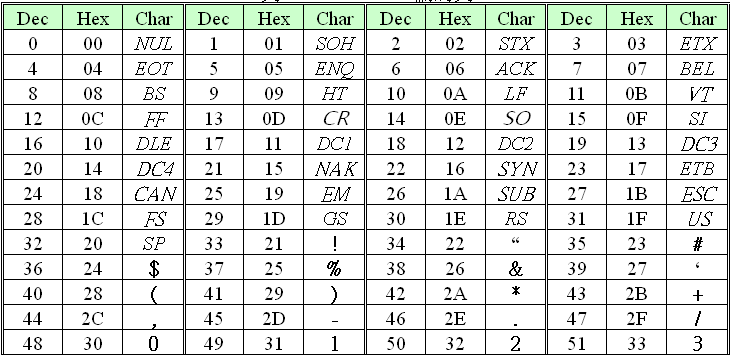 Dec Hex Char Dec Hex Char Dec Hex Char Dec Hex Char
0 00 NUL 1 01 SOH 2 02 STX 3 03 ETX
4 04 EOT 5 05 ENQ 6 06 ACK 7 07 BEL
8 08 BS 9 09 HT 10 0A LF 11 0B VT
12 0C FF 13 0D CR 14 0E SO 15 0F SI
16 10 DLE 17 11 DC1 18 12 DC2 19 13 DC3
20 14 DC4 21 15 NAK 22 16 SYN 23 17 ETB
24 18 CAN 25 19 EM 26 1A SUB 27 1B ESC
28 1C FS 29 1D GS 30 1E RS 31 1F US
32 20 SP 33 21 ! 34 22 “ 35 23 #
36 24 $ 37 25 % 38 26 & 39 27 ‘
40 28 ( 41 29 ) 42 2A * 43 2B +
44 2C , 45 2D - 46 2E . 47 2F /
48 30 0 49 31 1 50 32 2 51 33 3